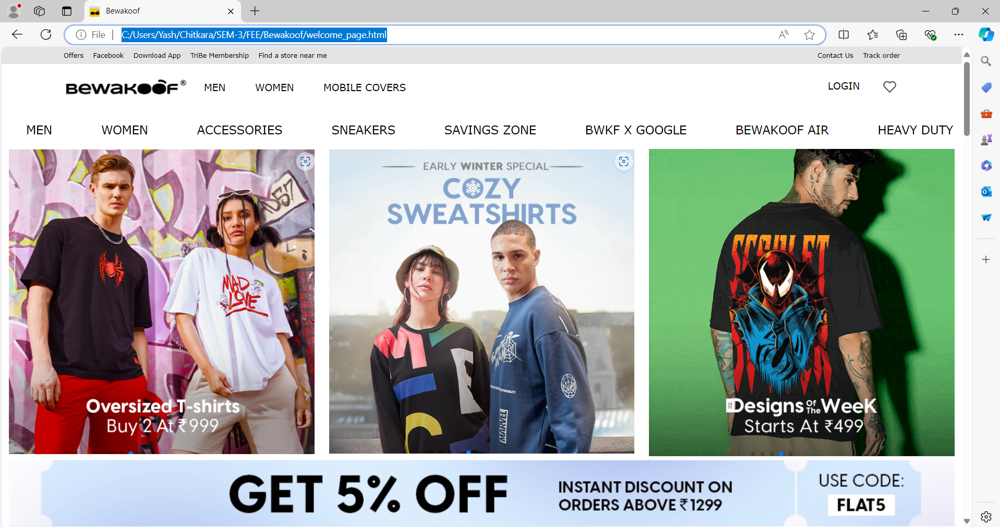 Bewakoof
File
C:/Users/Yash/Chitkara/SEM-3/FEE/Bewakoof/welcome_page.html
Offers Facebook Download App TriBe Membership Find a store near me Contact Us Track order
BEWAKOOF® MEN WOMEN MOBILE COVERS LOGIN
MEN WOMEN ACCESSORIES SNEAKERS SAVINGS ZONE BWKF X GOOGLE BEWAKOOF AIR HEAVY DUTY
057
MAD
LOVE
Oversized T-shirts
Buy 2 At ₹999
EARLY WINTER SPECIAL
COZY
SWEATSHIRTS
MARVEL
SCARLET
#Designs Of The WeeK
Starts At ₹499
GET 5% OFF
INSTANT DISCOUNT ON
ORDERS ABOVE ₹1299
USE CODE:
FLAT5